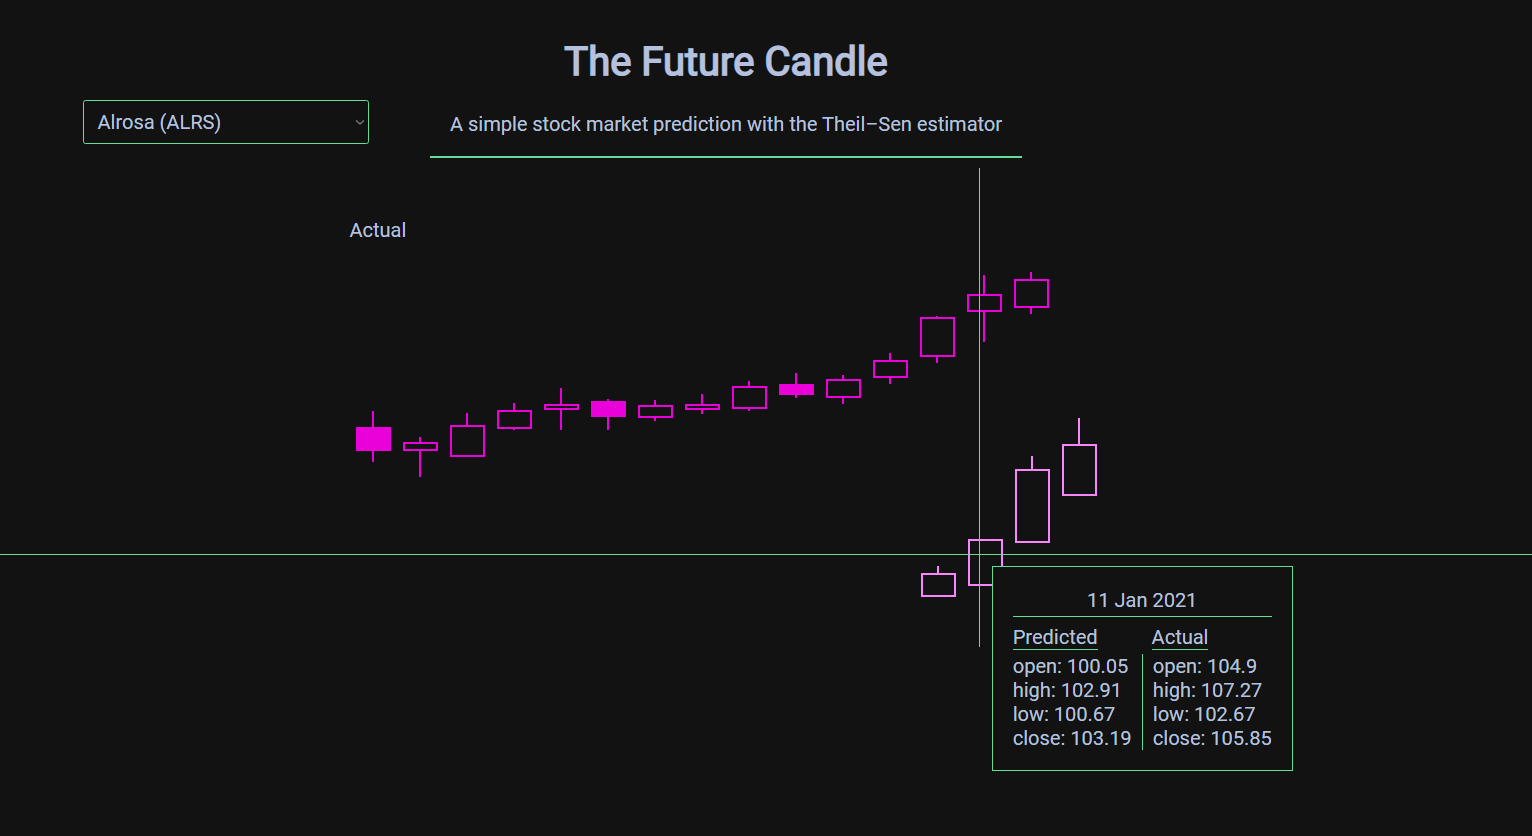 The Future Candle
Alrosa (ALRS)
A simple stock market prediction with the Theil–Sen estimator
Actual
11 Jan 2021
Predicted Actual
open: 100.05 open: 104.9
high: 102.91 high: 107.27
low: 100.67 low: 102.67
close: 103.19 close: 105.85